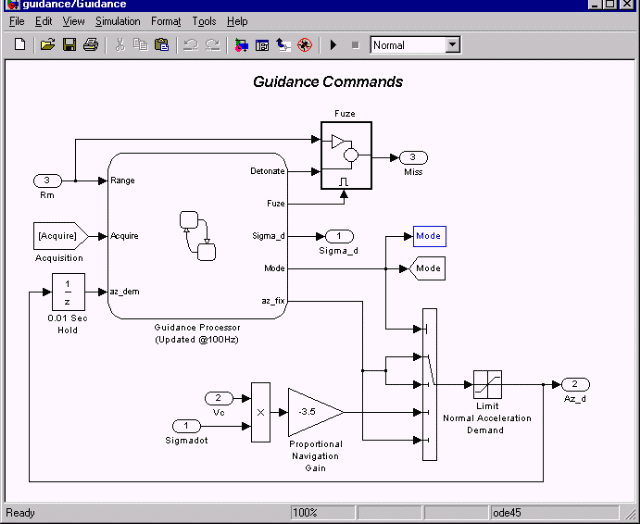 guidance/Guidance
File Edit View Simulation Format Tools Help
Normal
Guidance Commands
Fuze
3
Miss
Detonate
3
Rm
Range
Fuze
[Acquire]
Acquisition
Acquire
Sigma_d
1
Sigma_d
Mode
Mode
Mode
1
z
0.01 Sec
Hold
az_dem
az_fix
Guidance Processor
(Updated @100Hz)
2
Vc
1
Sigmadot
×
-3.5
Proportional
Navigation
Gain
Limit
Normal Acceleration
Demand
2
Az_d
Ready 100% ode45